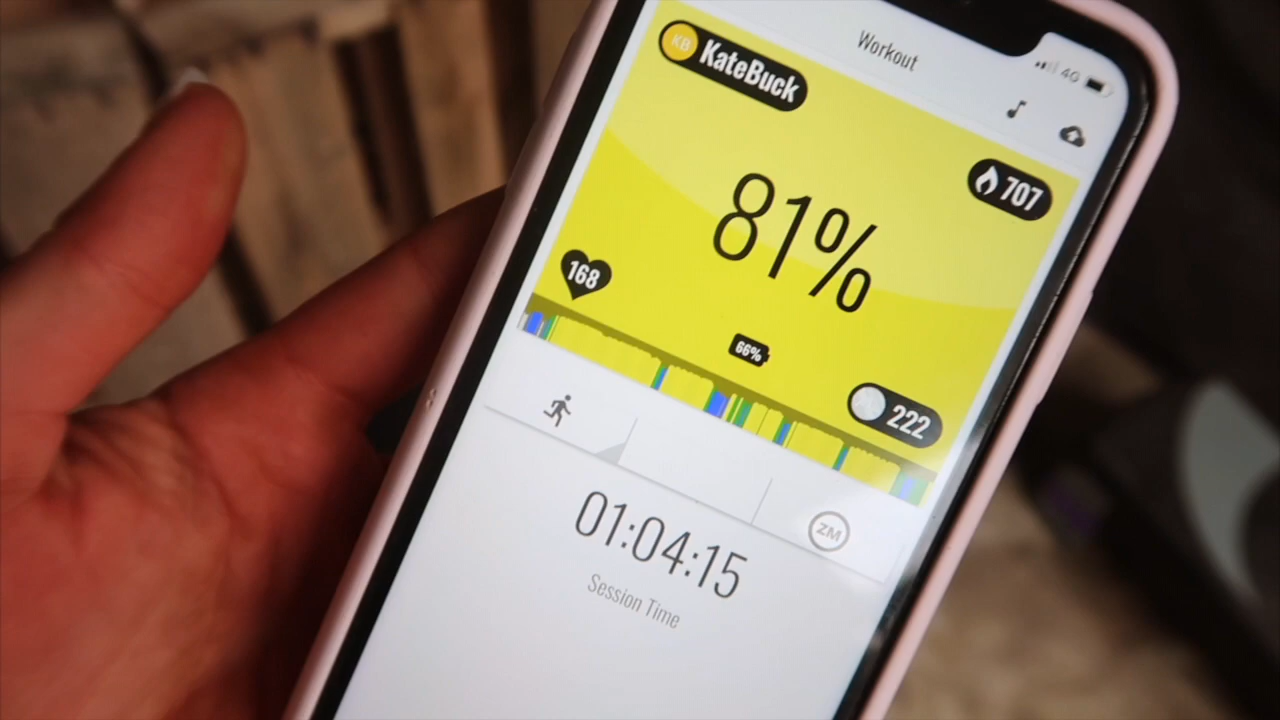 Workout
4G
KB KateBuck
707
81%
168
66%
222
ZM
01:04:15
Session Time